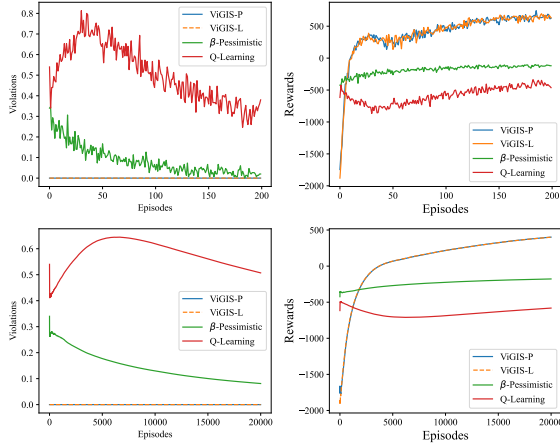 0.8
0.7
0.6
0.5
0.4
0.3
0.2
0.1
0.0
Violations
0
50
100
150
200
Episodes
ViGIS-P
ViGIS-L
β-Pessimistic
Q-Learning
500
0
−500
−1000
−1500
−2000
Rewards
0
50
100
150
200
Episodes
ViGIS-P
ViGIS-L
β-Pessimistic
Q-Learning
0.6
0.5
0.4
0.3
0.2
0.1
0.0
Violations
0
5000
10000
15000
20000
Episodes
ViGIS-P
ViGIS-L
β-Pessimistic
Q-Learning
500
0
−500
−1000
−1500
−2000
Rewards
0
5000
10000
15000
20000
Episodes
ViGIS-P
ViGIS-L
β-Pessimistic
Q-Learning